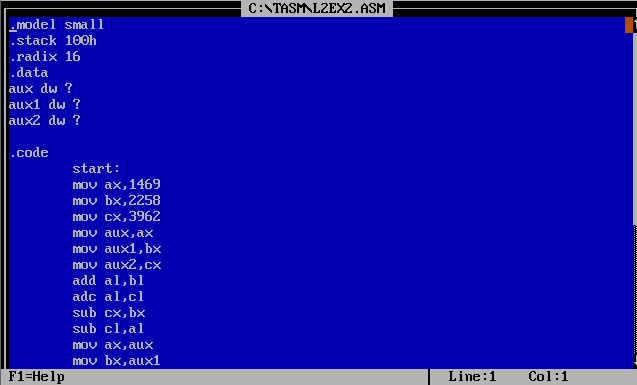 C:\TASM\L2EX2.ASM
.model small
.stack 100h
.radix 16
.data
aux dw ?
aux1 dw ?
aux2 dw ?
.code
start:
mov ax,1469
mov bx,2258
mov cx,3962
mov aux,ax
mov aux1,bx
mov aux2,cx
add al,bl
adc al,cl
sub cx,bx
sub cl,al
mov ax,aux
mov bx,aux1
F1=Help Line:1 Col:1